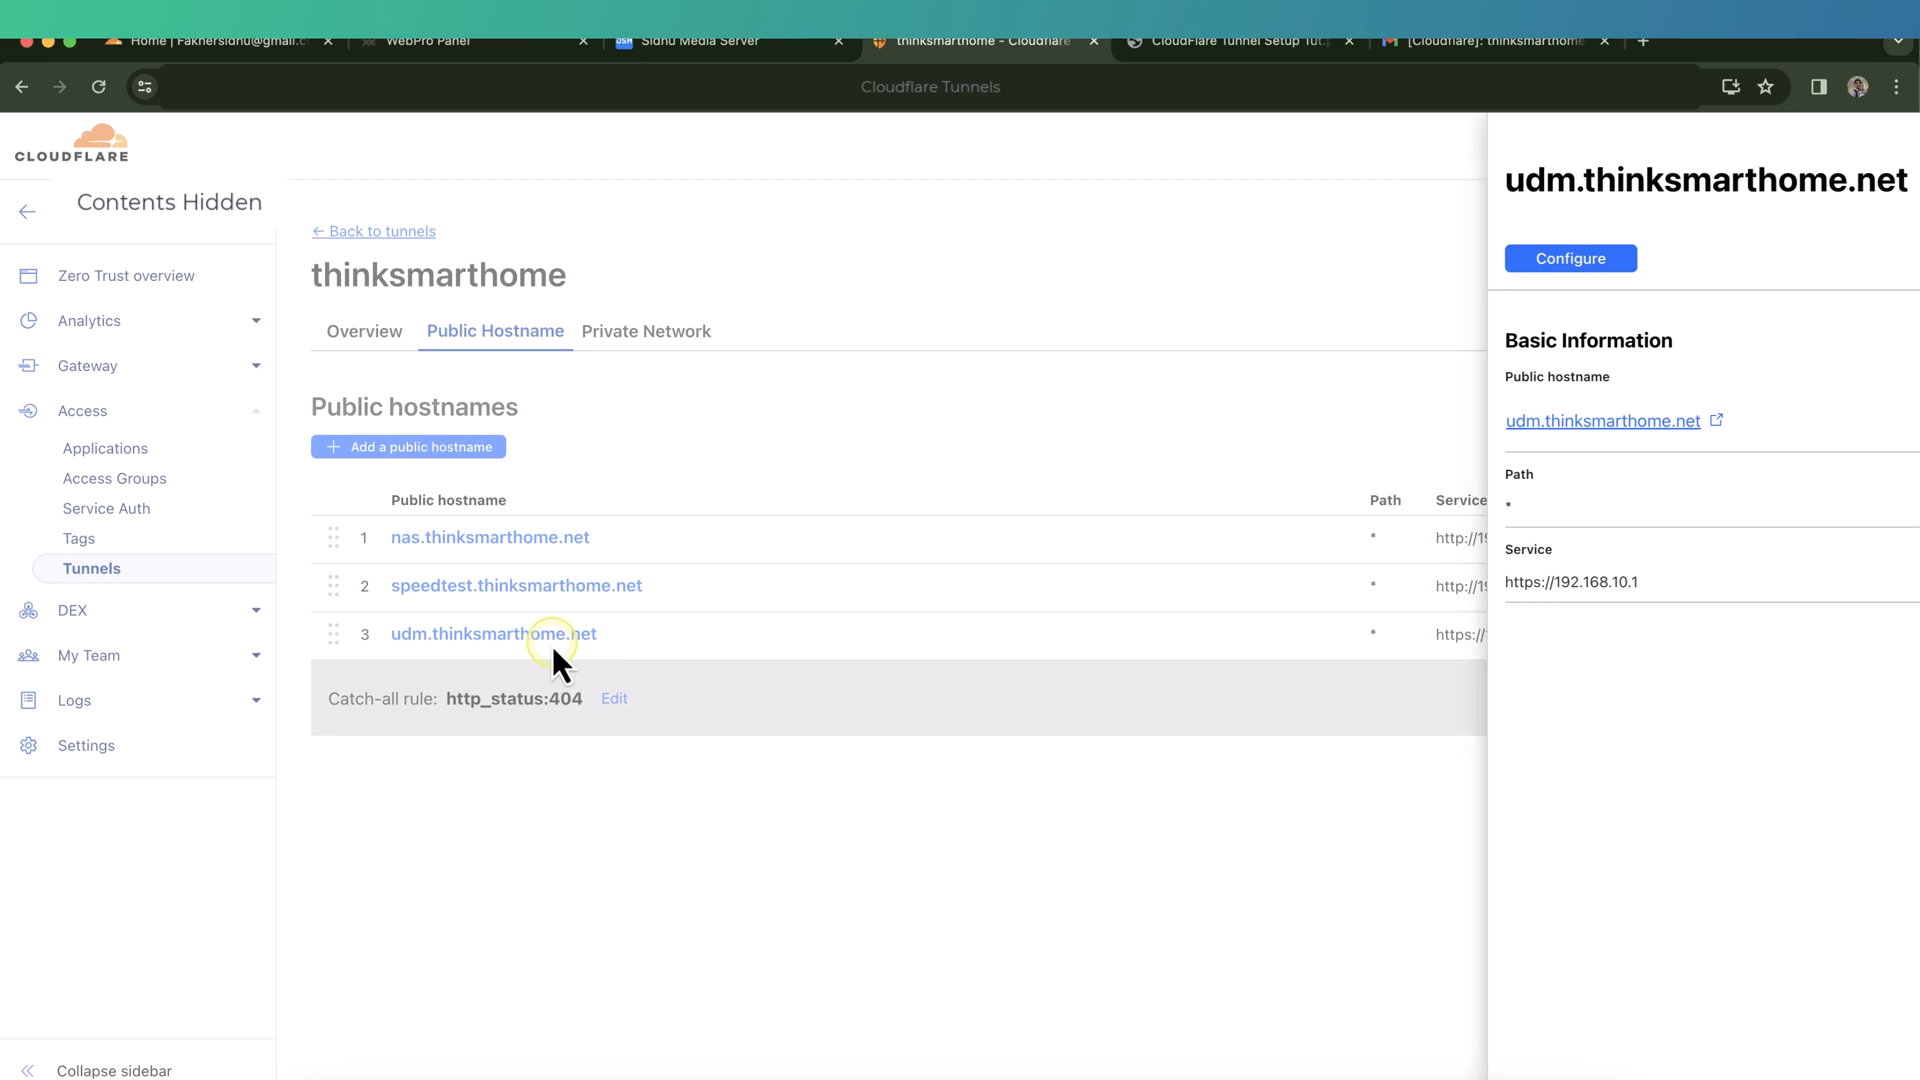 Home | Fakhersidhu@gmail.c
WebPro Panel
DSM Sidhu Media Server
thinksmarthome - Cloudflare
CloudFlare Tunnel Setup Tut
[Cloudflare]: thinksmarthome
Cloudflare Tunnels
CLOUDFLARE
Contents Hidden
Zero Trust overview
Analytics
Gateway
Access
Applications
Access Groups
Service Auth
Tags
Tunnels
DEX
My Team
Logs
Settings
Collapse sidebar
← Back to tunnels
thinksmarthome
Overview Public Hostname Private Network
Public hostnames
+ Add a public hostname
Public hostname Path Service
1 nas.thinksmarthome.net * http://19
2 speedtest.thinksmarthome.net * http://19
3 udm.thinksmarthome.net * https://
Catch-all rule: http_status:404 Edit
udm.thinksmarthome.net
Configure
Basic Information
Public hostname
udm.thinksmarthome.net
Path
*
Service
https://192.168.10.1